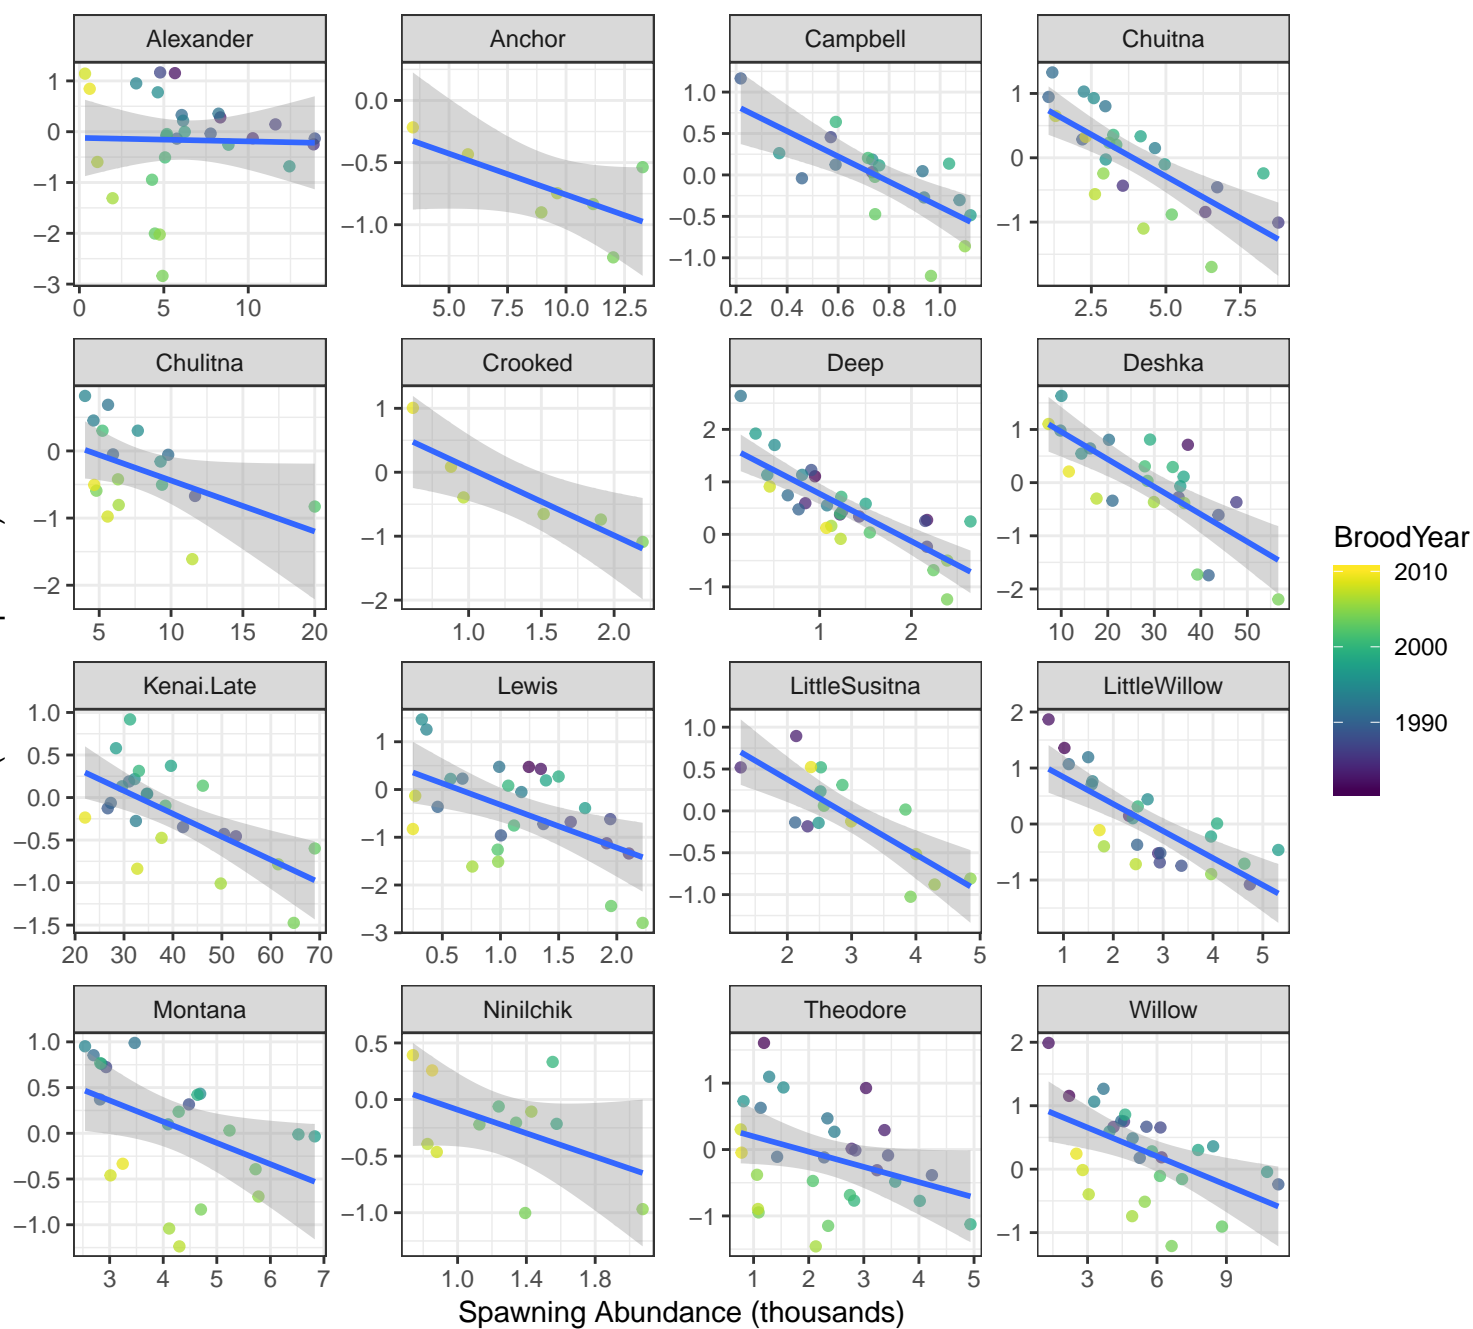 Alexander Anchor Campbell Chuitna
1 0 −1 −2 −3
0 5 10
0.0 −0.5 −1.0
5.0 7.5 10.0 12.5
1.0 0.5 0.0 −0.5 −1.0
0.2 0.4 0.6 0.8 1.0
1 0 −1
2.5 5.0 7.5
Chulitna Crooked Deep Deshka
0 −1 −2
5 10 15 20
1 0 −1 −2
1.0 1.5 2.0
2 1 0 −1
1 2
1 0 −1 −2
10 20 30 40 50
Kenai.Late Lewis LittleSusitna LittleWillow
1.0 0.5 0.0 −0.5 −1.0 −1.5
20 30 40 50 60 70
1 0 −1 −2 −3
0.5 1.0 1.5 2.0
1.0 0.5 0.0 −0.5 −1.0
2 3 4 5
2 1 0 −1
1 2 3 4 5
Montana Ninilchik Theodore Willow
1.0 0.5 0.0 −0.5 −1.0
3 4 5 6 7
0.5 0.0 −0.5 −1.0
1.0 1.4 1.8
1 0 −1
1 2 3 4 5
2 1 0 −1
3 6 9
Spawning Abundance (thousands)
BroodYear
2010
2000
1990